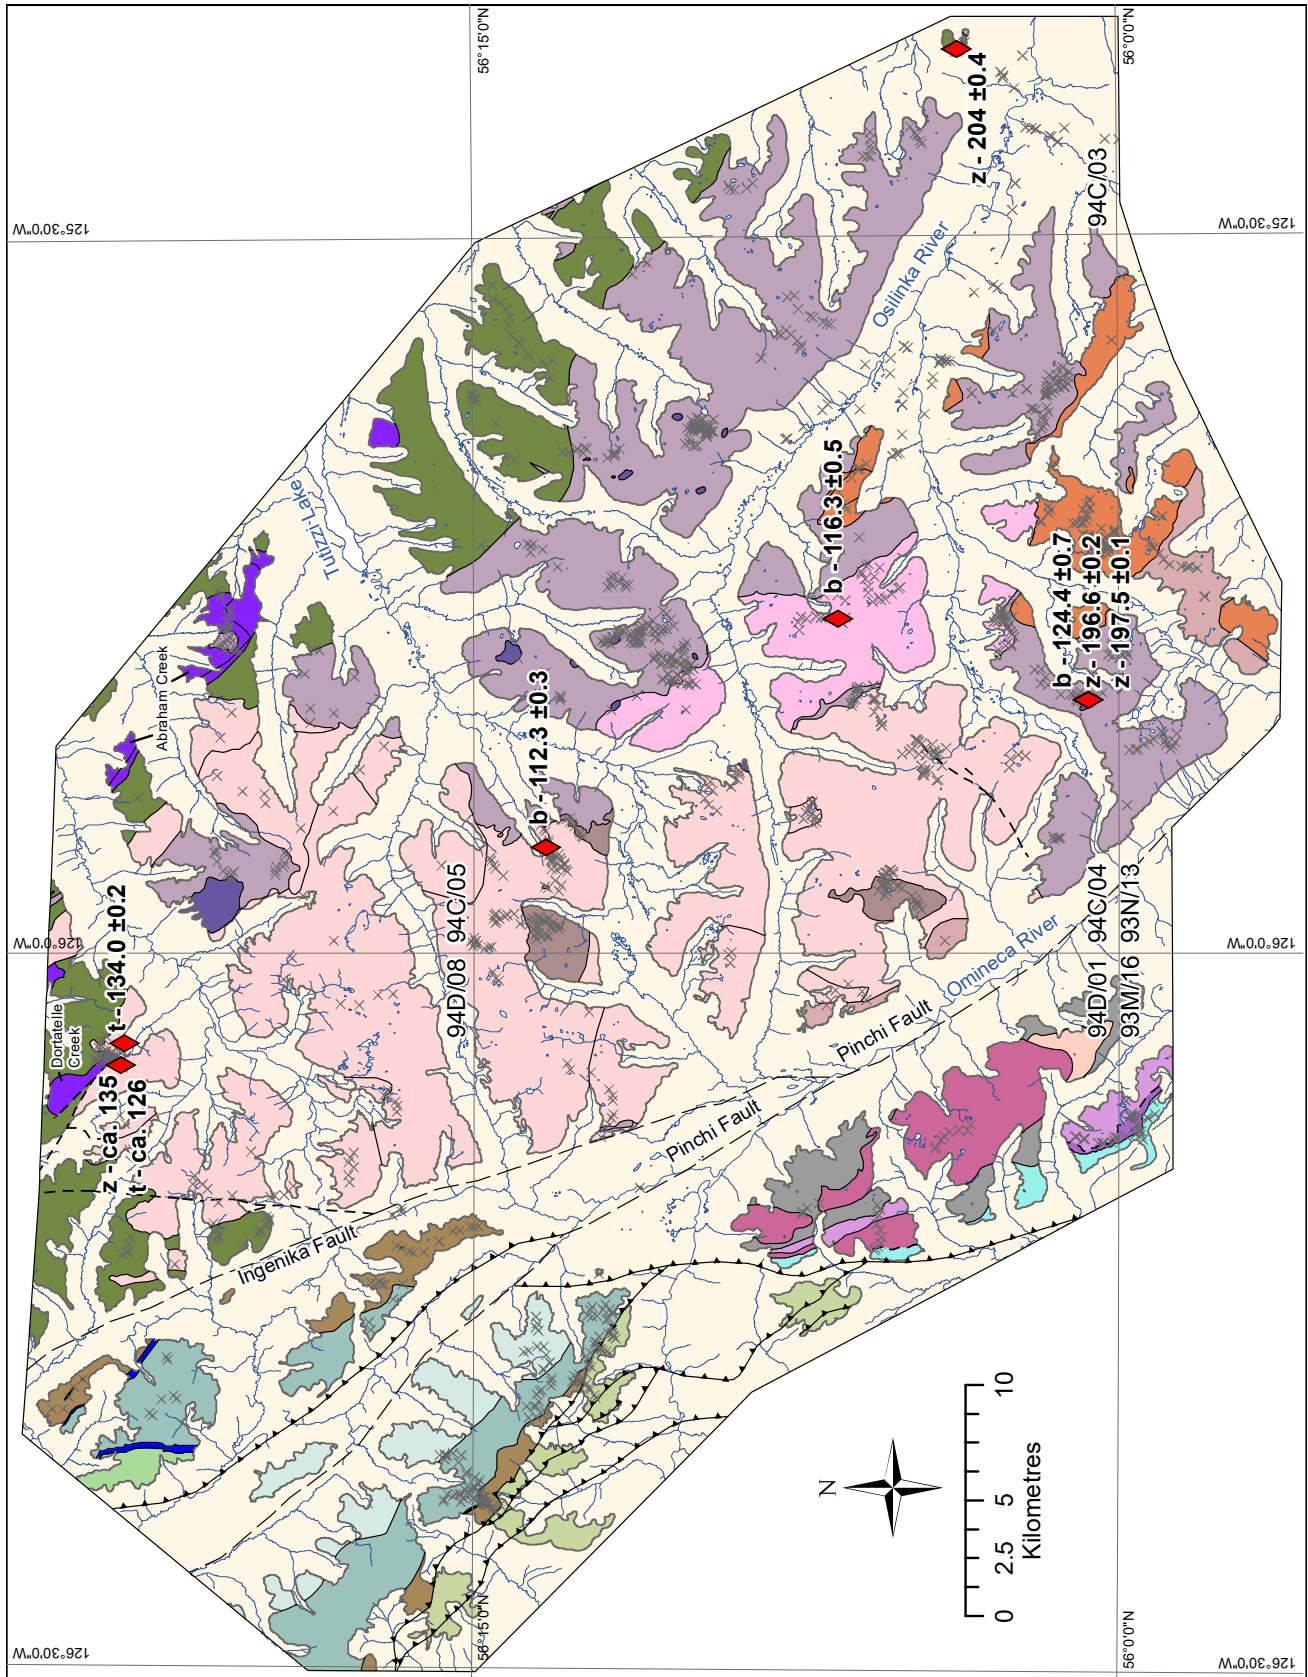 56°15'0"N
56°0'0"N
z - 204 ±0.4
94C/03
125°30'0"W
125°30'0"W
Osilinka River
Tutizzi Lake
b - 116.3 ±0.5
b - 124.4 ±0.7
z - 196.6 ±0.2
z - 197.5 ±0.1
Abraham Creek
b - 112.3 ±0.3
94D/08 94C/05
94D/01 94C/04
93M/16 93N/13
126°0'0"W
126°0'0"W
t - 134.0 ±0.2
Dortatelle
Creek
z - ca. 135
t - ca. 126
Omineca River
Pinchi Fault
Pinchi Fault
Ingenika Fault
N
0 2.5 5 10
Kilometres
56°15'0"N
56°0'0"N
126°30'0"W
126°30'0"W